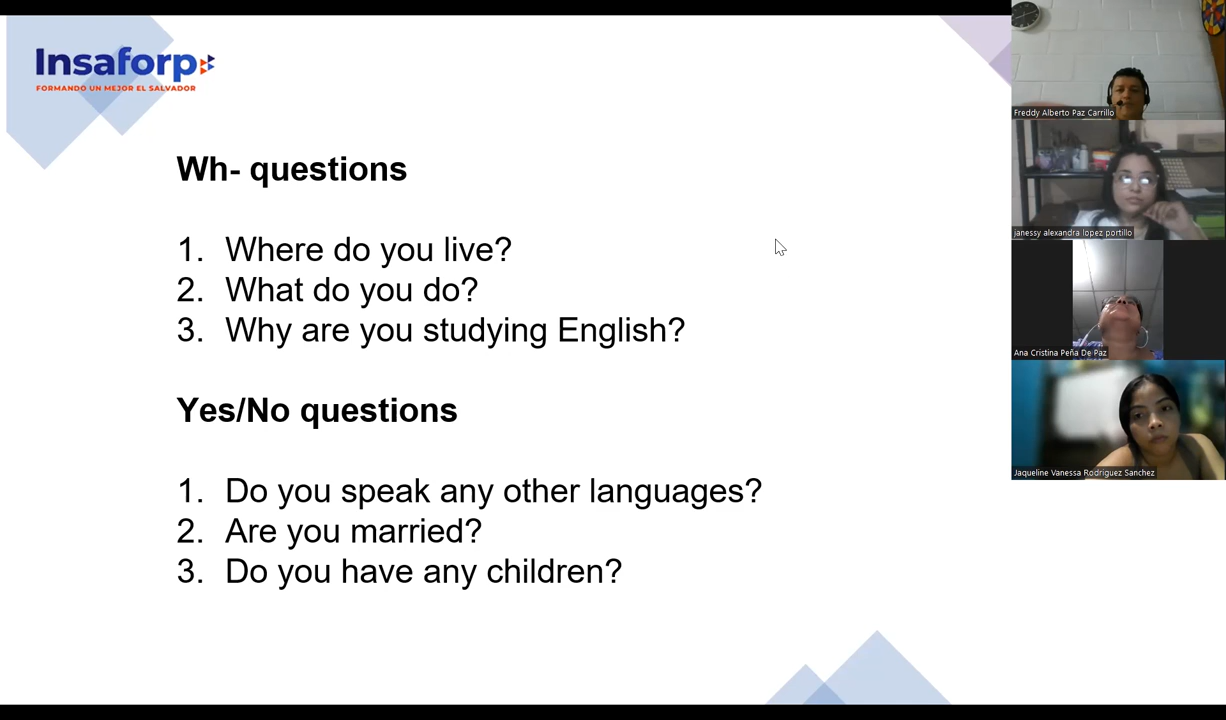 Insaforp
FORMANDO UN MEJOR EL SALVADOR
Wh- questions
1. Where do you live?
2. What do you do?
3. Why are you studying English?
Yes/No questions
1. Do you speak any other languages?
2. Are you married?
3. Do you have any children?
Freddy Alberto Paz Carrillo
janessy alexandra lopez portillo
Ana Cristina Peña De Paz
Jaqueline Vanessa Rodriguez Sanchez